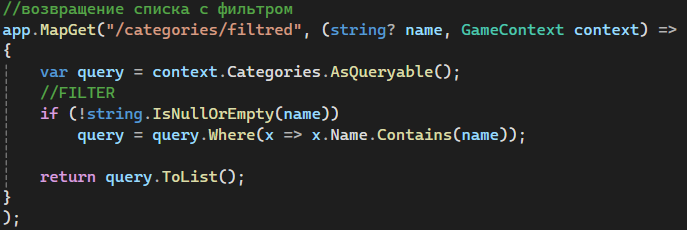 //возвращение списка с фильтром
app.MapGet("/categories/filtred", (string? name, GameContext context) =>
{
    var query = context.Categories.AsQueryable();
    //FILTER
    if (!string.IsNullOrEmpty(name))
        query = query.Where(x => x.Name.Contains(name));

    return query.ToList();
}
);